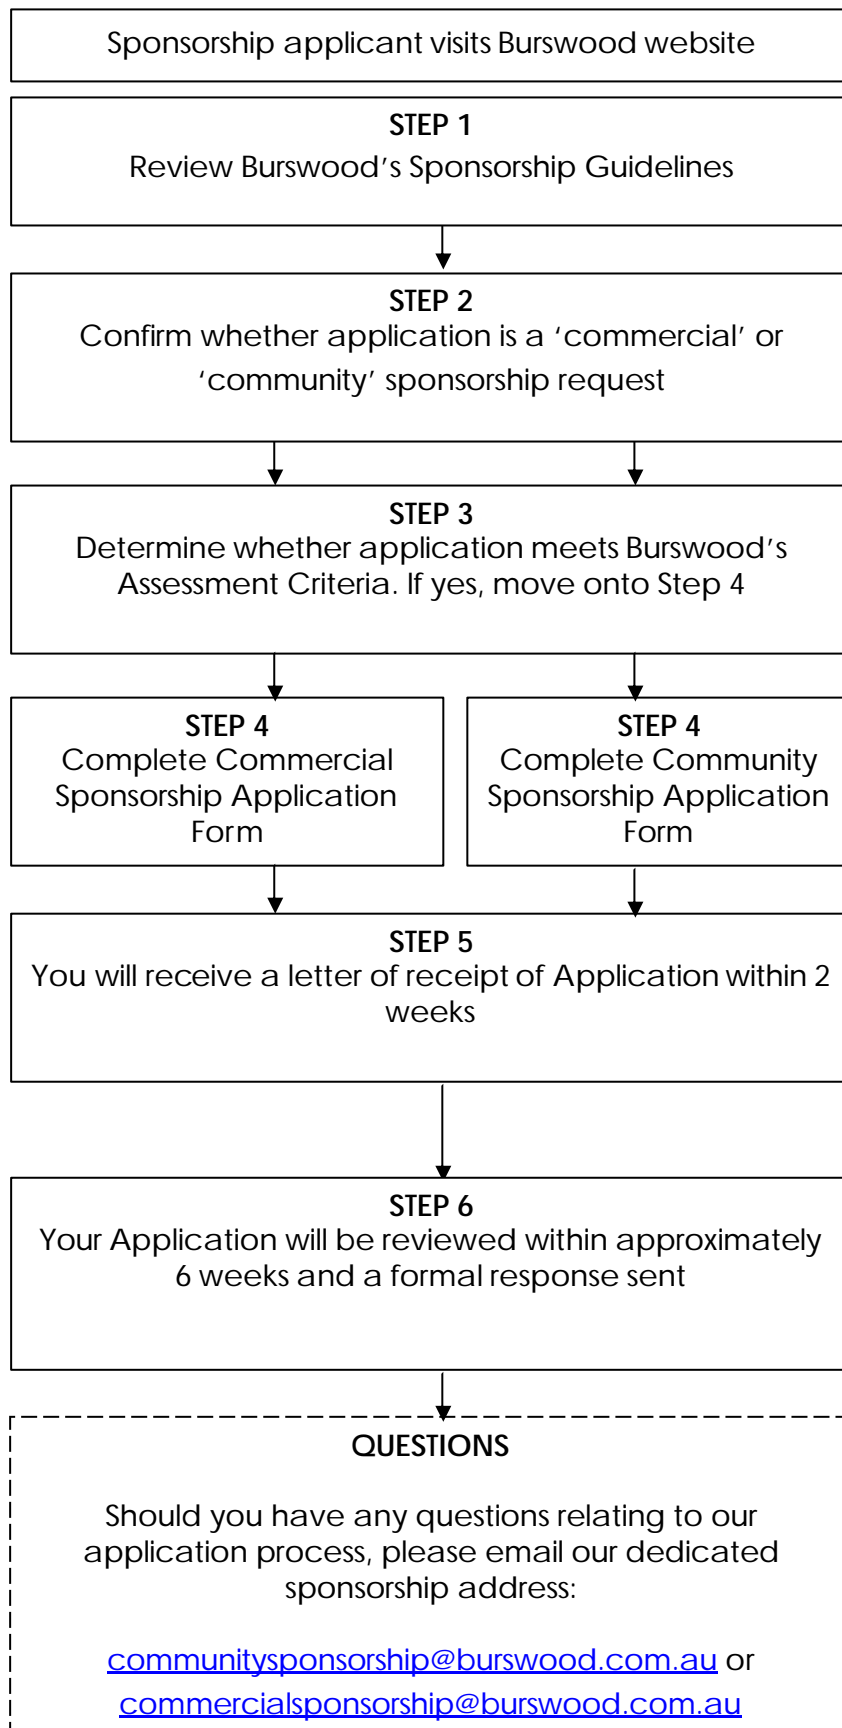 Sponsorship applicant visits Burswood website
STEP 1
Review Burswood’s Sponsorship Guidelines
STEP 2
Confirm whether application is a ‘commercial’ or
‘community’ sponsorship request
STEP 3
Determine whether application meets Burswood’s
Assessment Criteria. If yes, move onto Step 4
STEP 4
Complete Commercial
Sponsorship Application
Form
STEP 4
Complete Community
Sponsorship Application
Form
STEP 5
You will receive a letter of receipt of Application within 2
weeks
STEP 6
Your Application will be reviewed within approximately
6 weeks and a formal response sent
QUESTIONS
Should you have any questions relating to our
application process, please email our dedicated
sponsorship address:
communitysponsorship@burswood.com.au or
commercialsponsorship@burswood.com.au